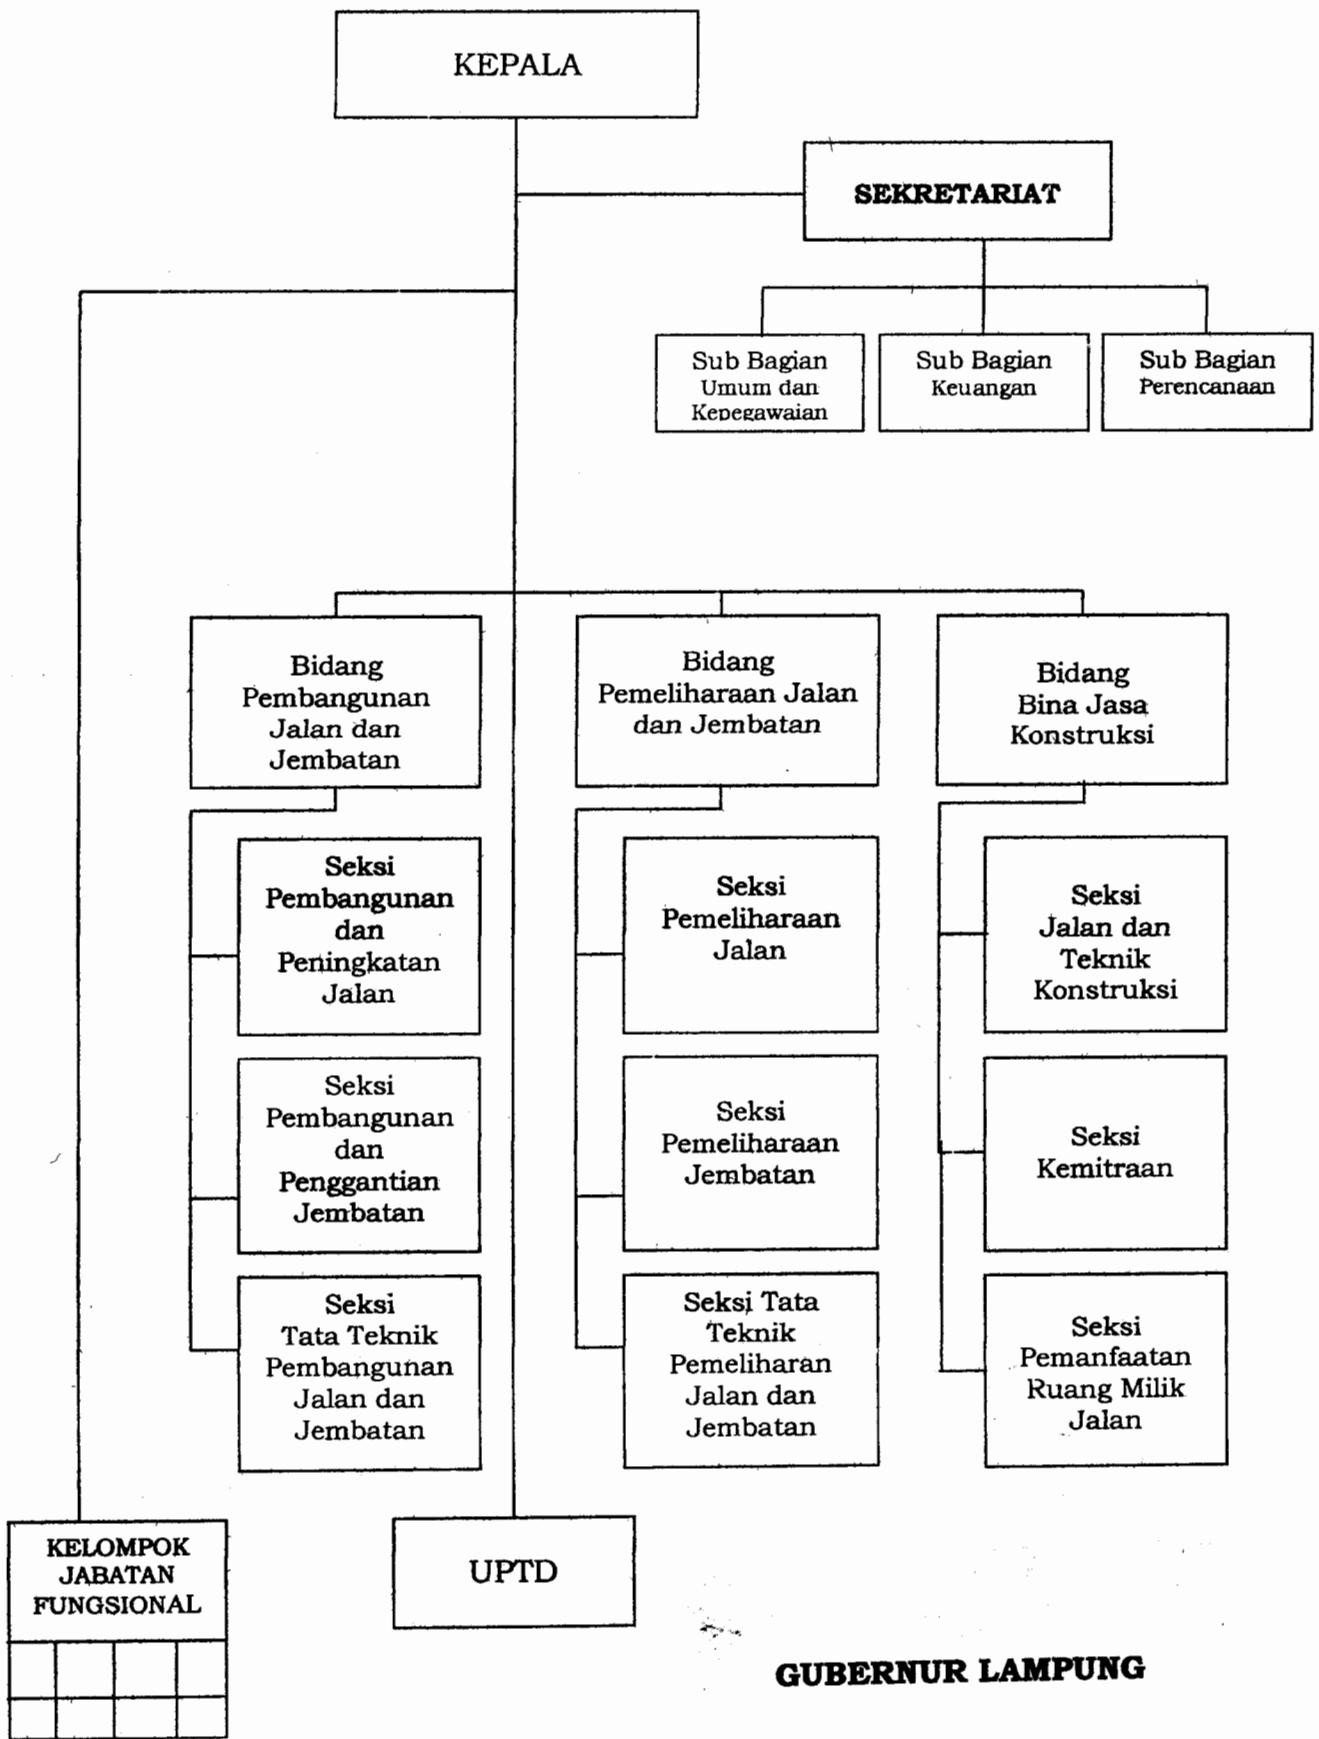 KEPALA
SEKRETARIAT
Sub Bagian
Umum dan
Kepegawaian
Sub Bagian
Keuangan
Sub Bagian
Perencanaan
Bidang
Pembangunan
Jalan dan
Jembatan
Bidang
Pemeliharaan Jalan
dan Jembatan
Bidang
Bina Jasa
Konstruksi
Seksi
Pembangunan
dan
Peningkatan
Jalan
Seksi
Pembangunan
dan
Penggantian
Jembatan
Seksi
Tata Teknik
Pembangunan
Jalan dan
Jembatan
Seksi
Pemeliharaan
Jalan
Seksi
Pemeliharaan
Jembatan
Seksi Tata
Teknik
Pemeliharan
Jalan dan
Jembatan
Seksi
Jalan dan
Teknik
Konstruksi
Seksi
Kemitraan
Seksi
Pemanfaatan
Ruang Milik
Jalan
KELOMPOK
JABATAN
FUNGSIONAL
UPTD
GUBERNUR LAMPUNG